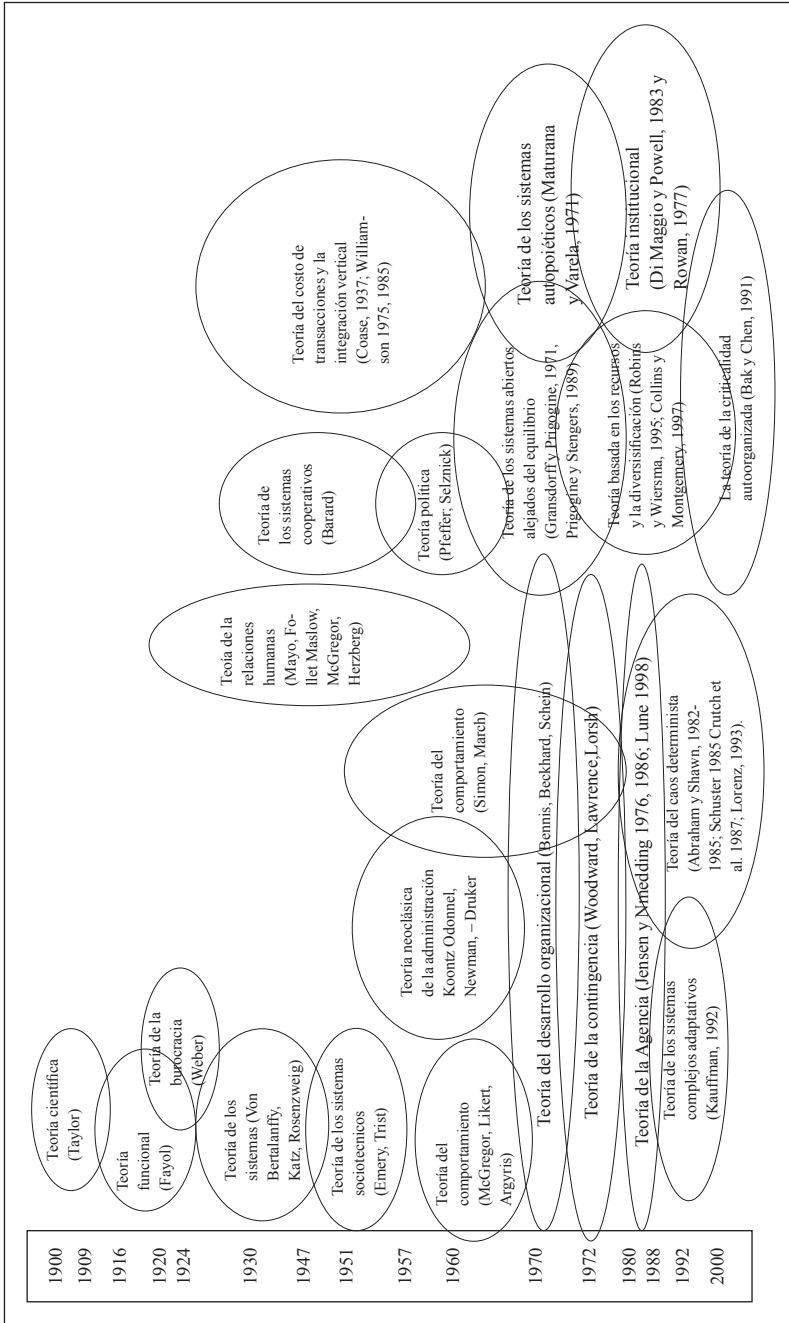 1900
1909
1916
1920
1924
1930
1947
1951
1957
1960
1970
1972
1980
1988
1992
2000
Teoría científica
(Taylor)
Teoría
funcional
(Fayol)
Teoría de la
burocracia
(Weber)
Teoría de los
sistemas (Von
Bertalanffy,
Katz, Rosenzweig)
Teoría de los sistemas
sociotecnicos
(Emery, Trist)
Teoría del
comportamiento
(McGregor, Likert,
Argyris)
Teoría neoclásica
de la administración
Koontz Odonnel,
Newman, – Druker
Teoría del
comportamiento
(Simon, March)
Teoía de la
relaciones
humanas
(Mayo, Fo-
llet Maslow,
McGregor,
Herzberg)
Teoría de
los sistemas
cooperativos
(Barard)
Teoría política
(Pfeffer; Selznick)
Teoría del costo de
transacciones y la
integración vertical
(Coase, 1937; William-
son 1975, 1985)
Teoría del desarrollo organizacional (Bennis, Beckhard, Schein)
Teoría de la contingencia (Woodward, Lawrence,Lorsh)
Teoría de la Agencia (Jensen y Nmedding 1976, 1986; Lune 1998)
Teoría de los sistemas
complejos adaptativos
(Kauffman, 1992)
Teoría del caos determinista
(Abraham y Shawn, 1982-
1985; Schuster 1985 Crutch et
al. 1987; Lorenz, 1993).
Teoría de los sistemas abiertos
alejados del equilibrio
(Gransdorff y Prigogine, 1971,
Prigogine y Stengers, 1989)
Teoría de los sistemas
autopoiéticos (Maturana
y Varela, 1971)
Teoría basada en los recursos
y la diversisificación (Robins
y Wiersma, 1995; Collins y
Montgemery, 1997)
Teoría institucional
(Di Maggio y Powell, 1983 y
Rowan, 1977)
La teoría de la criticalidad
autoorganizada (Bak y Chen, 1991)